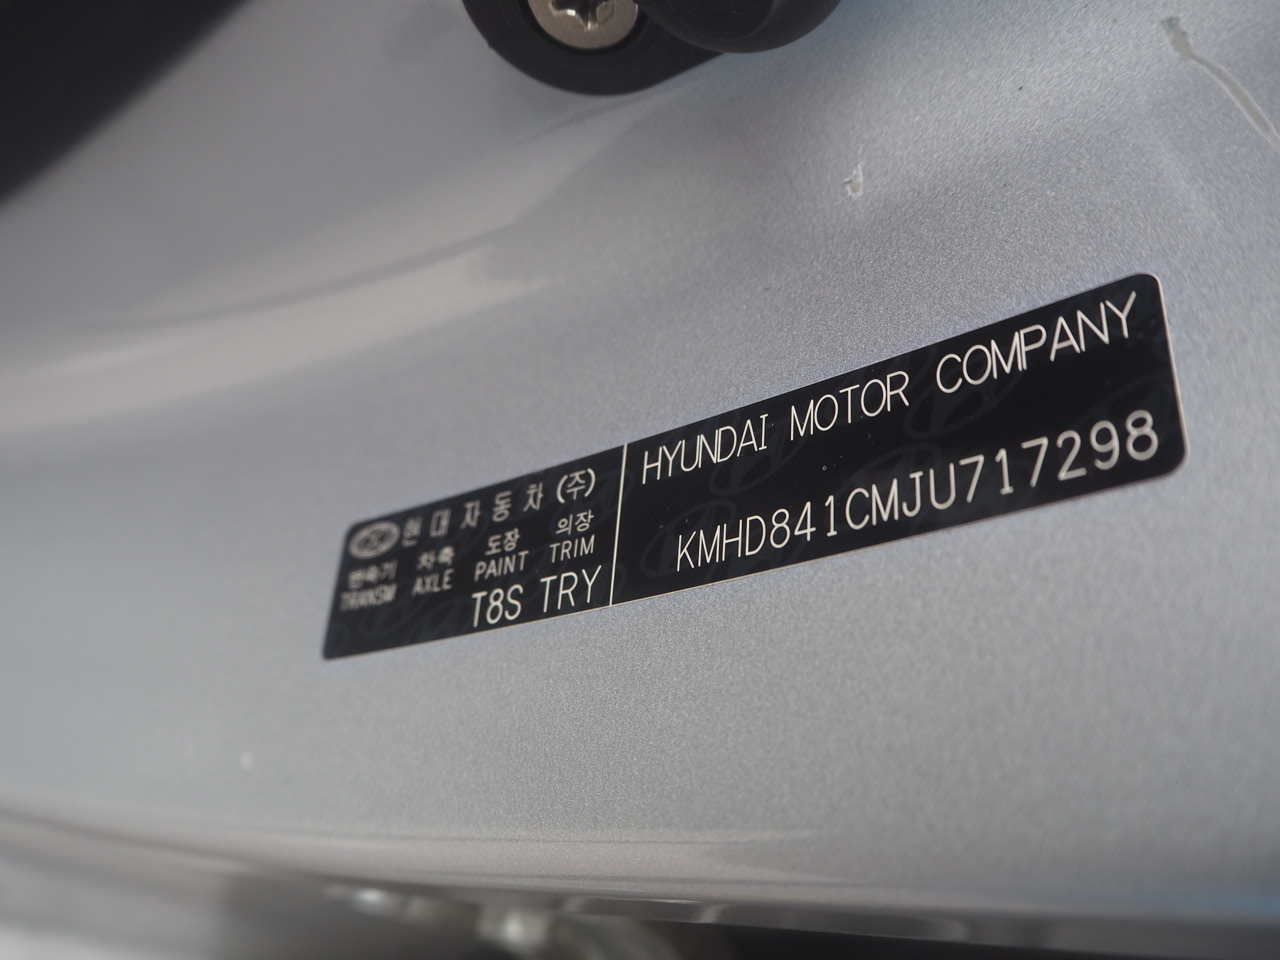 현대자동차(주)
변속기 차축 도장 의장
TRANSM AXLE PAINT TRIM
T8S TRY
HYUNDAI MOTOR COMPANY
KMHD841CMJU717298